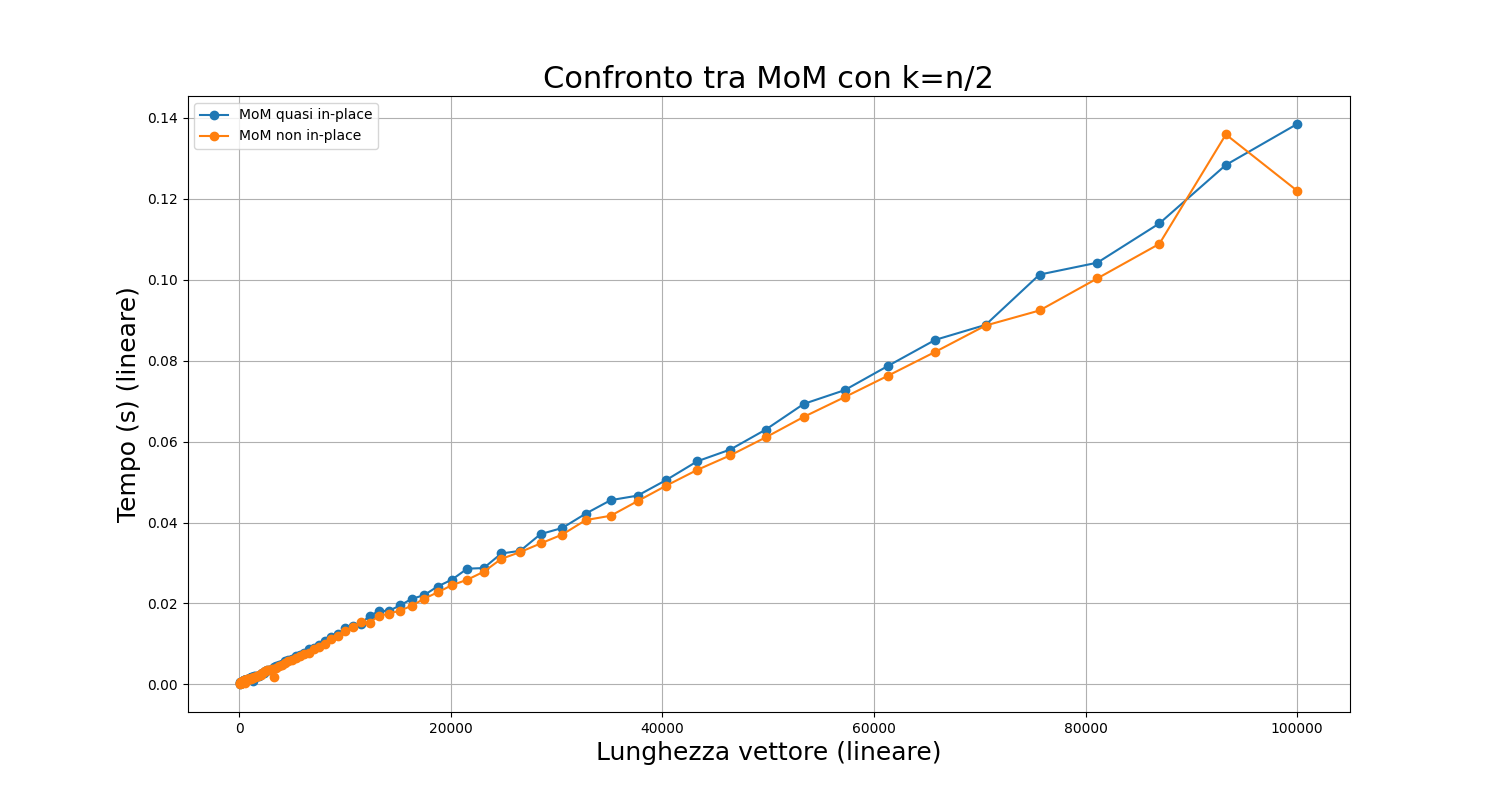 Confronto tra MoM con k=n/2
MoM quasi in-place
MoM non in-place
0.14
0.12
0.10
0.08
0.06
0.04
0.02
0.00
Tempo (s) (lineare)
0 20000 40000 60000 80000 100000
Lunghezza vettore (lineare)